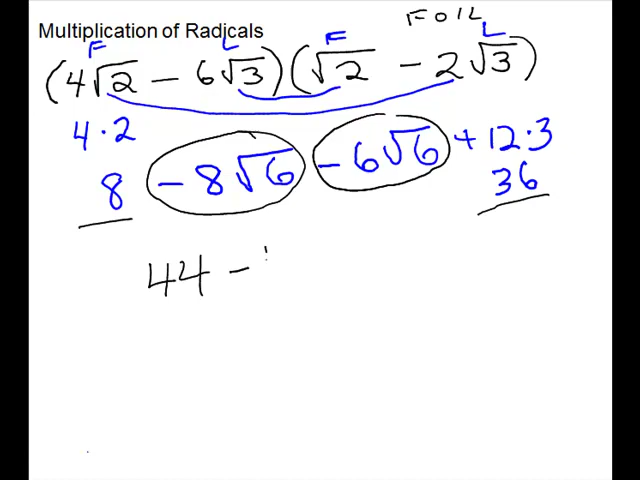 Multiplication of Radicals
FOIL
F L F L
(4√2 − 6√3)(√2 − 2√3)
4·2 − 8√6 − 6√6 + 12·3
8 36
44 −